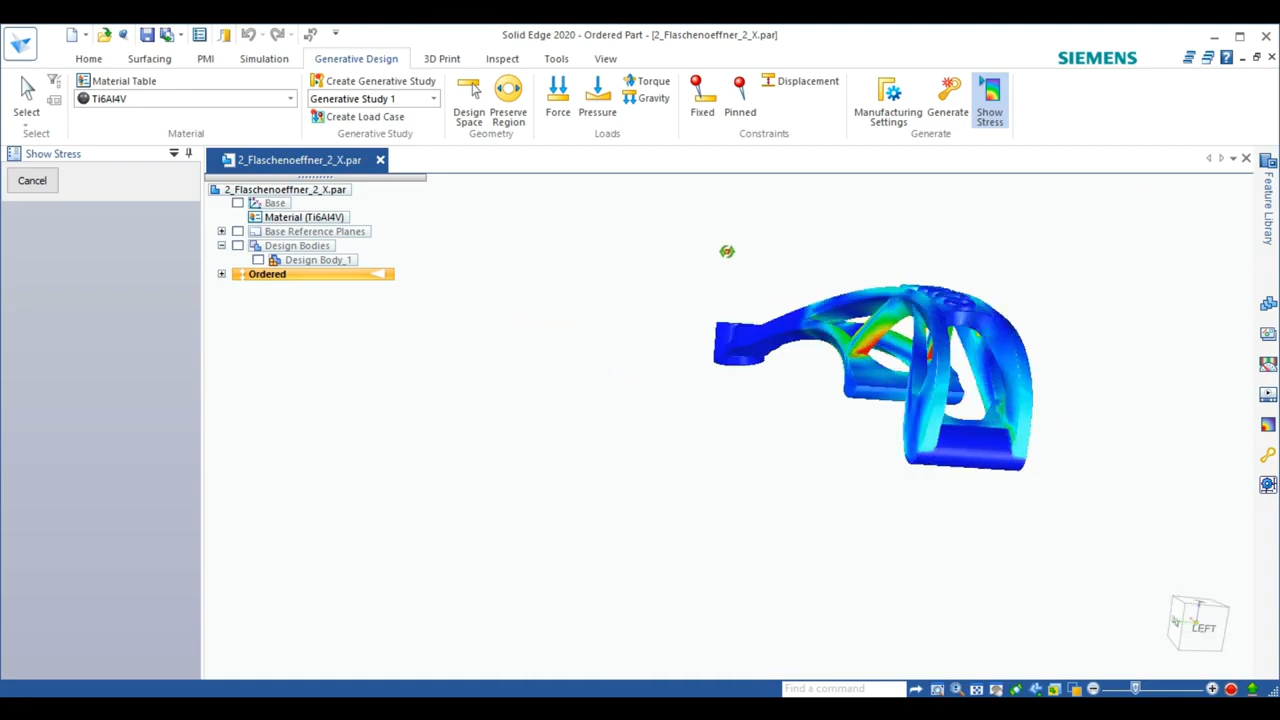 Solid Edge 2020 - Ordered Part - [2_Flaschenoeffner_2_X.par]
Home Surfacing PMI Simulation Generative Design 3D Print Inspect Tools View
SIEMENS
Material Table
Ti6Al4V
Select
Select
Material
Create Generative Study
Generative Study 1
Create Load Case
Generative Study
Design Space
Preserve Region
Geometry
Force
Pressure
Torque
Gravity
Loads
Fixed
Pinned
Displacement
Constraints
Manufacturing Settings
Generate
Show Stress
Generate
Show Stress
Cancel
2_Flaschenoeffner_2_X.par
2_Flaschenoeffner_2_X.par
Base
Material (Ti6Al4V)
Base Reference Planes
Design Bodies
Design Body_1
Ordered
Feature Library
LEFT
Find a command